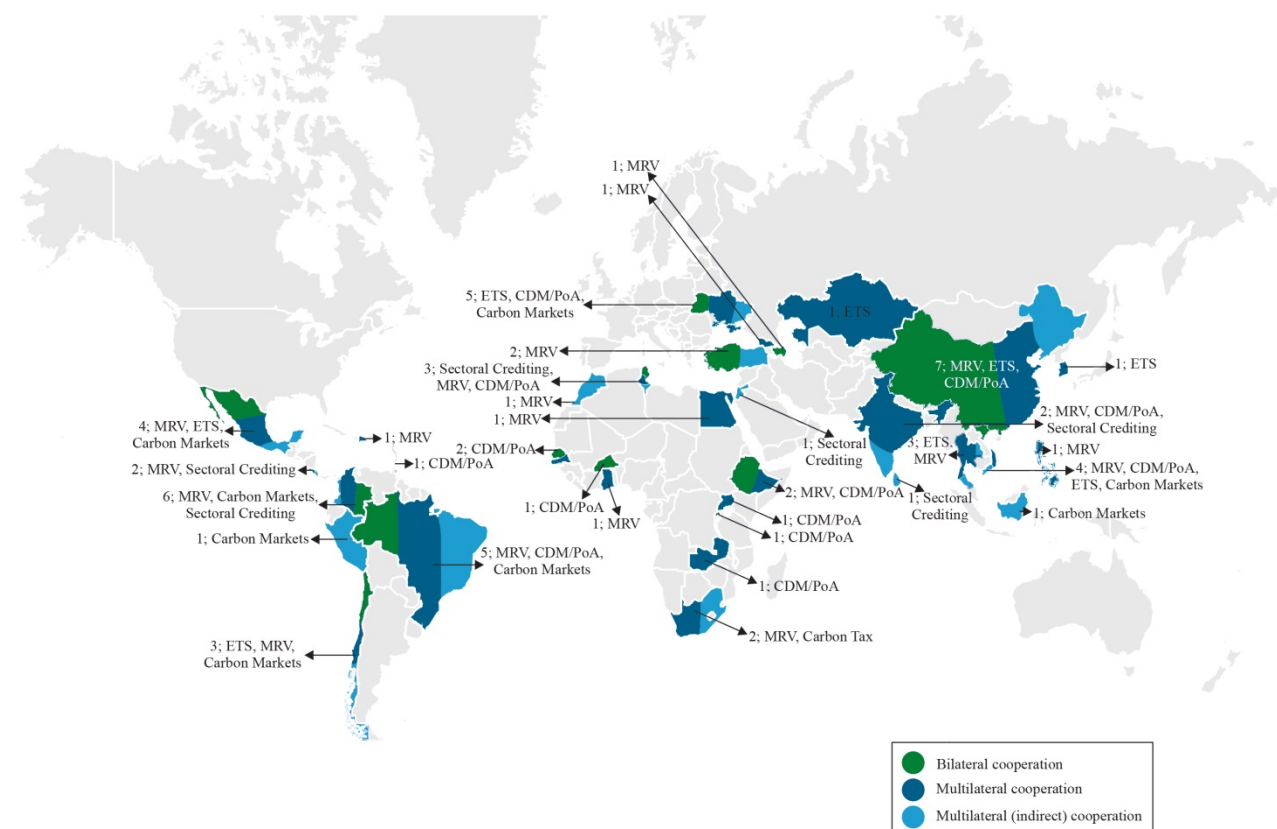 1; MRV
1; MRV
5; ETS, CDM/PoA,
Carbon Markets
1; ETS
2; MRV
3; Sectoral Crediting,
MRV, CDM/PoA
7; MRV, ETS,
CDM/PoA
1; ETS
1; MRV
1; MRV
4; MRV, ETS,
Carbon Markets
1; MRV
2; CDM/PoA
1; Sectoral
Crediting
2; MRV, CDM/PoA,
Sectoral Crediting
3; ETS,
MRV
1; MRV
2; MRV, Sectoral Crediting
1; CDM/PoA
4; MRV, CDM/PoA,
ETS, Carbon Markets
6; MRV, Carbon Markets,
Sectoral Crediting
1; CDM/PoA
1; MRV
2; MRV, CDM/PoA
1; Sectoral
Crediting
1; Carbon Markets
1; CDM/PoA
1; CDM/PoA
1; Carbon Markets
5; MRV, CDM/PoA,
Carbon Markets
1; CDM/PoA
2; MRV, Carbon Tax
3; ETS, MRV,
Carbon Markets
Bilateral cooperation
Multilateral cooperation
Multilateral (indirect) cooperation